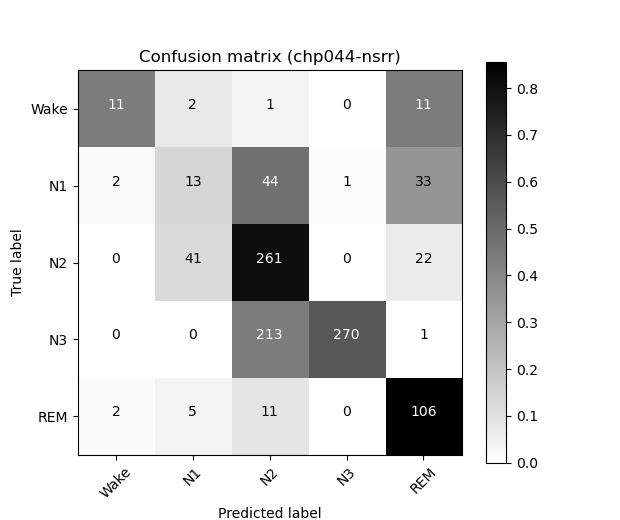 Confusion matrix (chp044-nsrr)
True label
Wake 11 2 1 0 11
N1 2 13 44 1 33
N2 0 41 261 0 22
N3 0 0 213 270 1
REM 2 5 11 0 106
Wake N1 N2 N3 REM
Predicted label
0.8
0.7
0.6
0.5
0.4
0.3
0.2
0.1
0.0